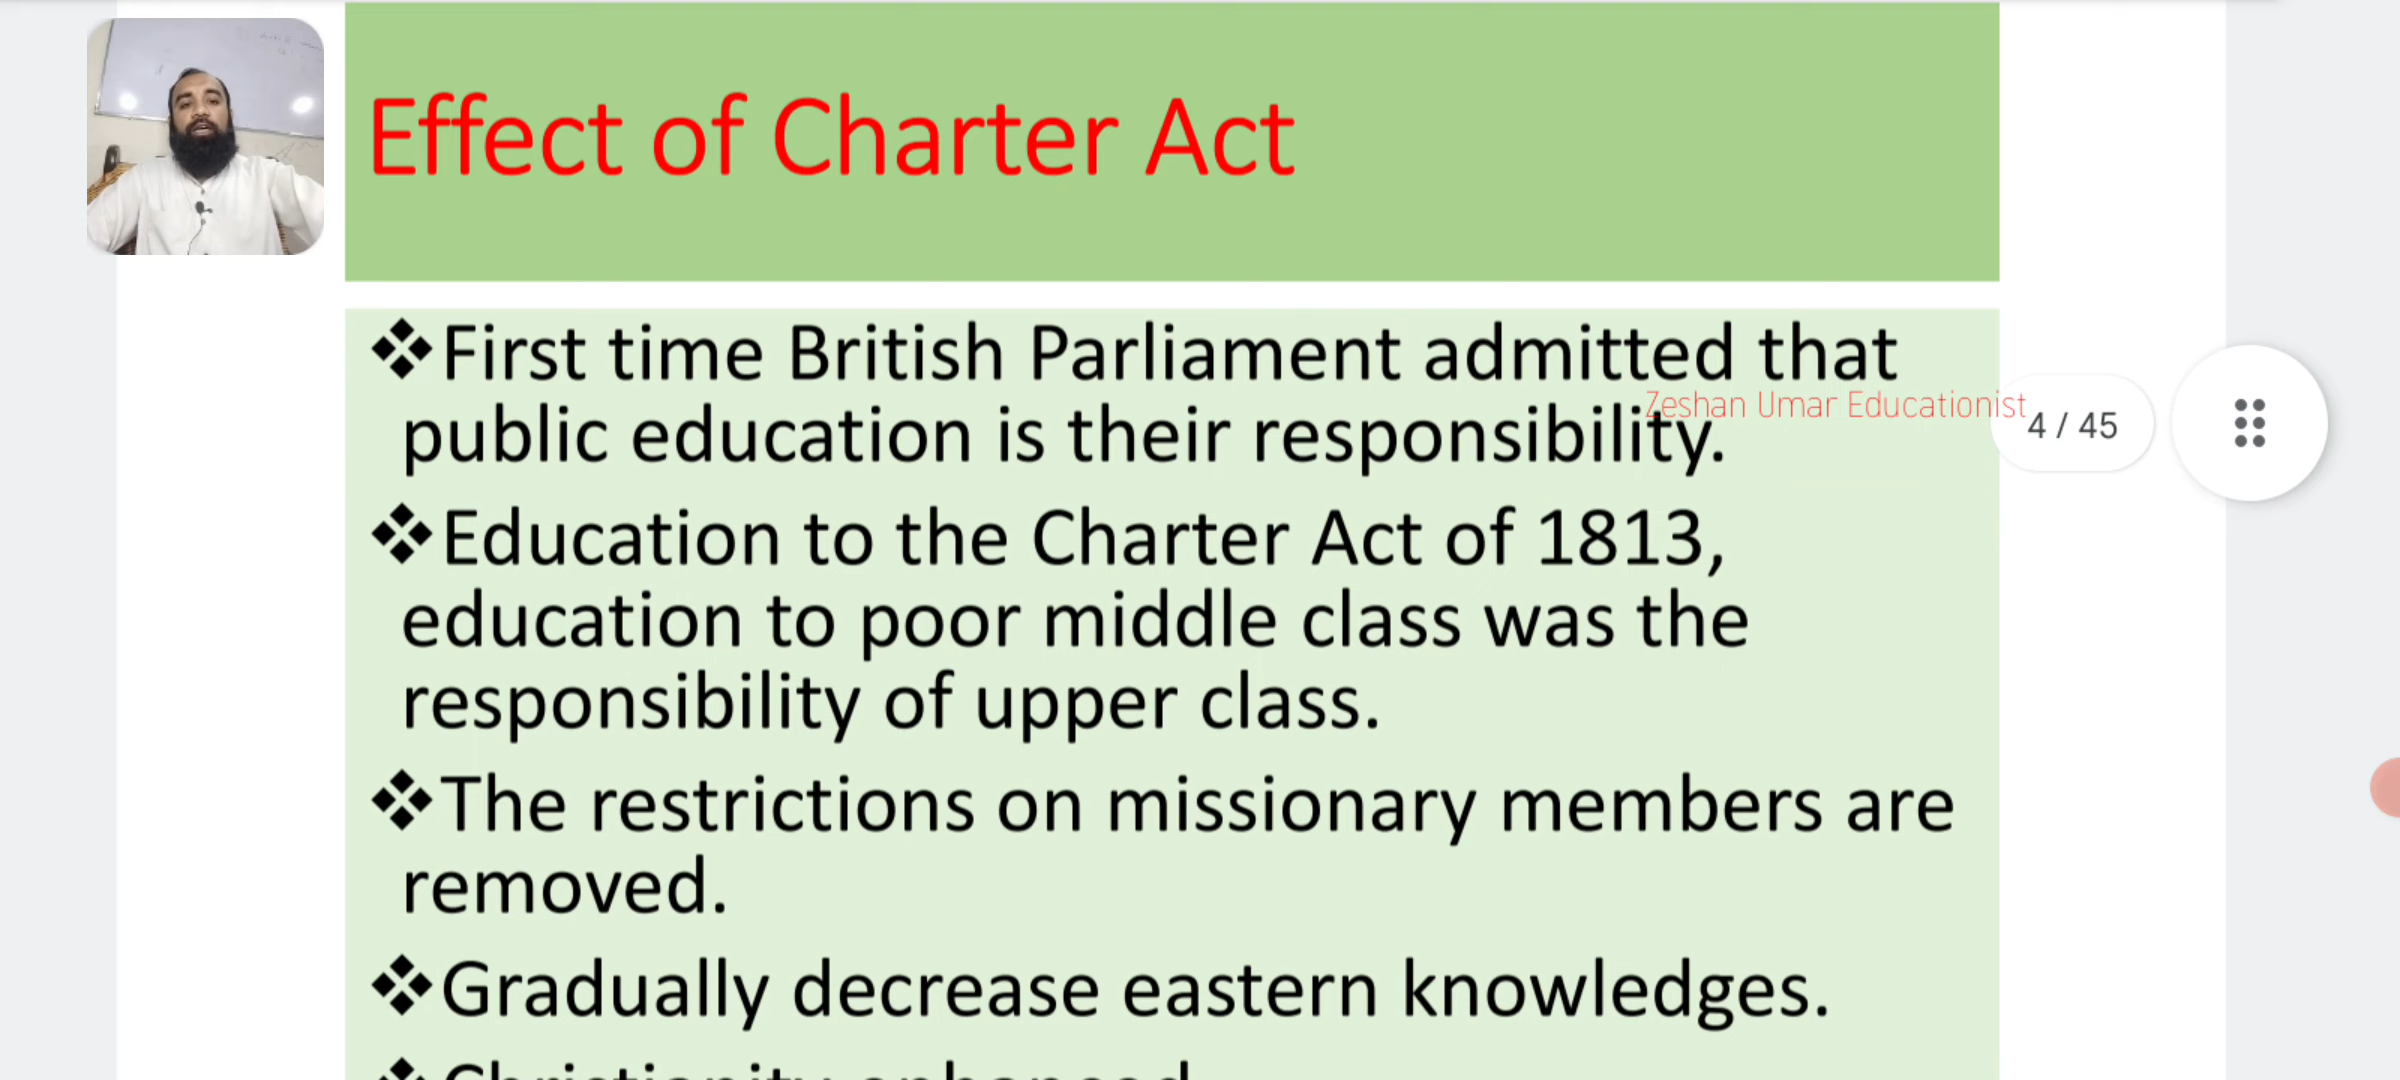 Effect of Charter Act
❖First time British Parliament admitted that
Zeshan Umar Educationist
public education is their responsibility.
4 / 45
❖Education to the Charter Act of 1813,
education to poor middle class was the
responsibility of upper class.
❖The restrictions on missionary members are
removed.
❖Gradually decrease eastern knowledges.
❖Christianity enhanced